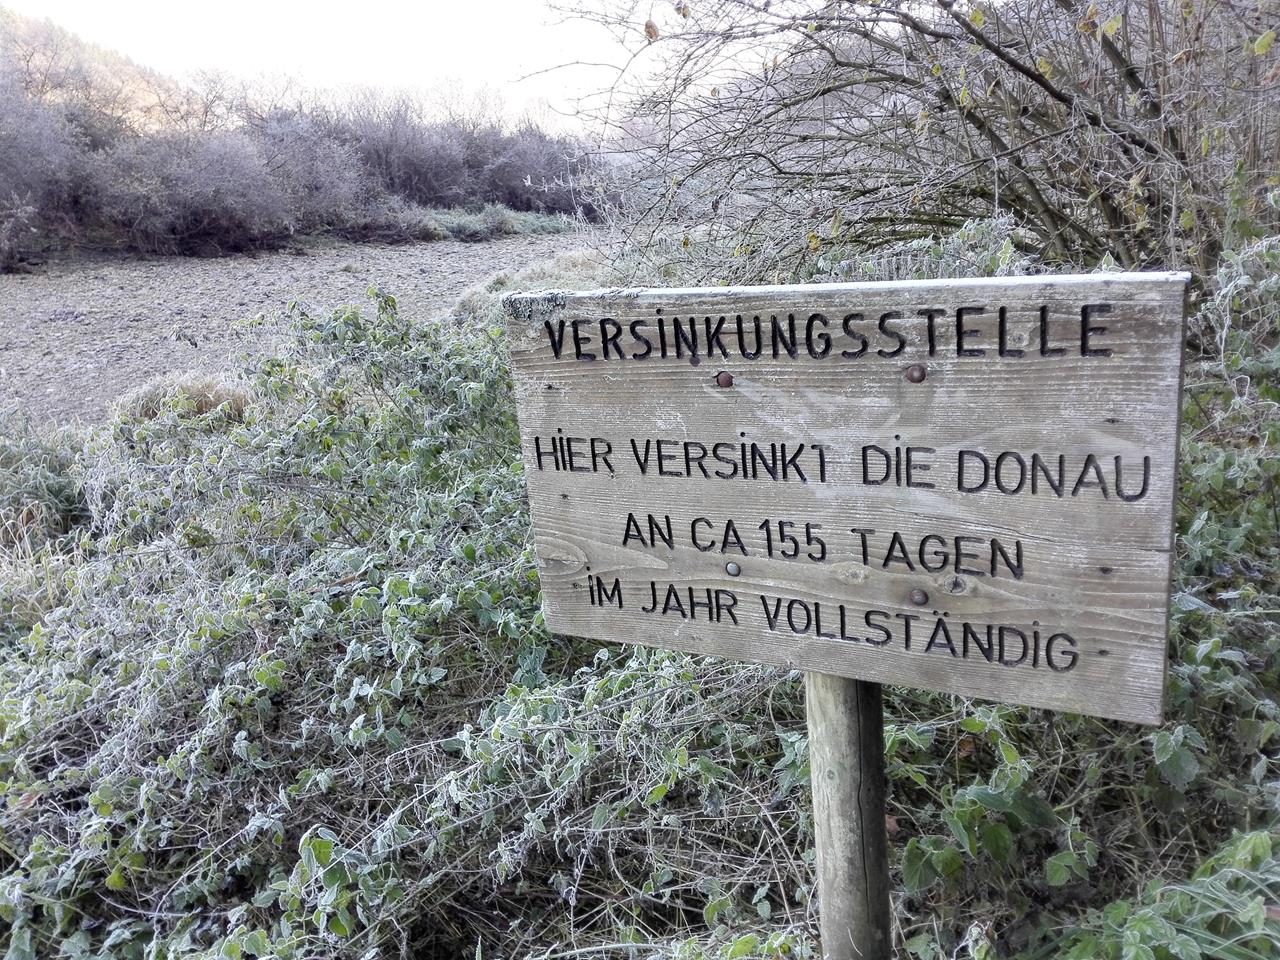 VERSINKUNGSSTELLE
HIER VERSINKT DIE DONAU
AN CA 155 TAGEN
IM JAHR VOLLSTÄNDIG